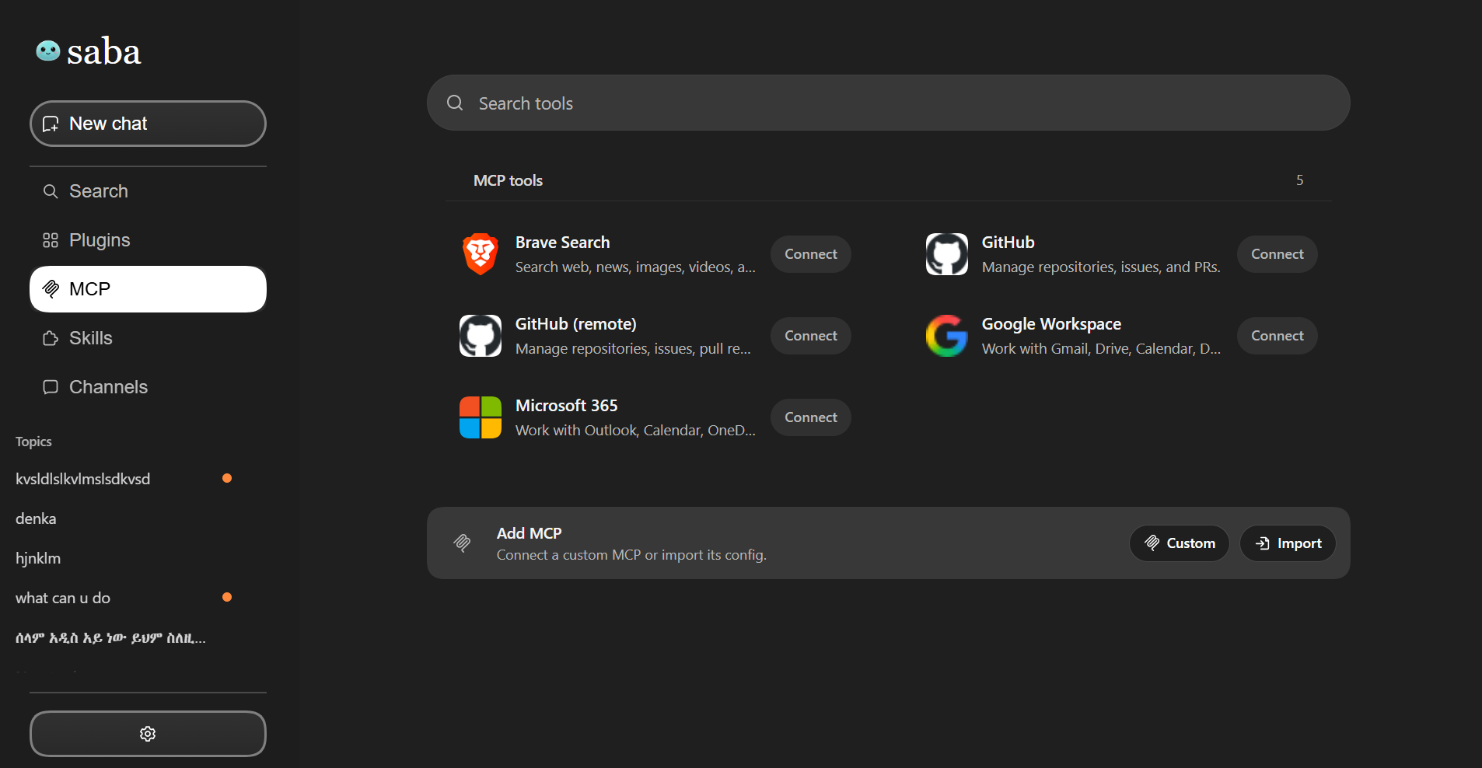 saba
New chat
Search
Plugins
MCP
Skills
Channels
Topics
kvsldlslkvlmslsdkvsd
denka
hjnklm
what can u do
ሰላም አዲስ አይ ነው ይህም ስለዚ...
Search tools
MCP tools 5
Brave Search
Search web, news, images, videos, a...
Connect
GitHub
Manage repositories, issues, and PRs.
Connect
GitHub (remote)
Manage repositories, issues, pull re...
Connect
Google Workspace
Work with Gmail, Drive, Calendar, D...
Connect
Microsoft 365
Work with Outlook, Calendar, OneD...
Connect
Add MCP
Connect a custom MCP or import its config.
Custom
Import